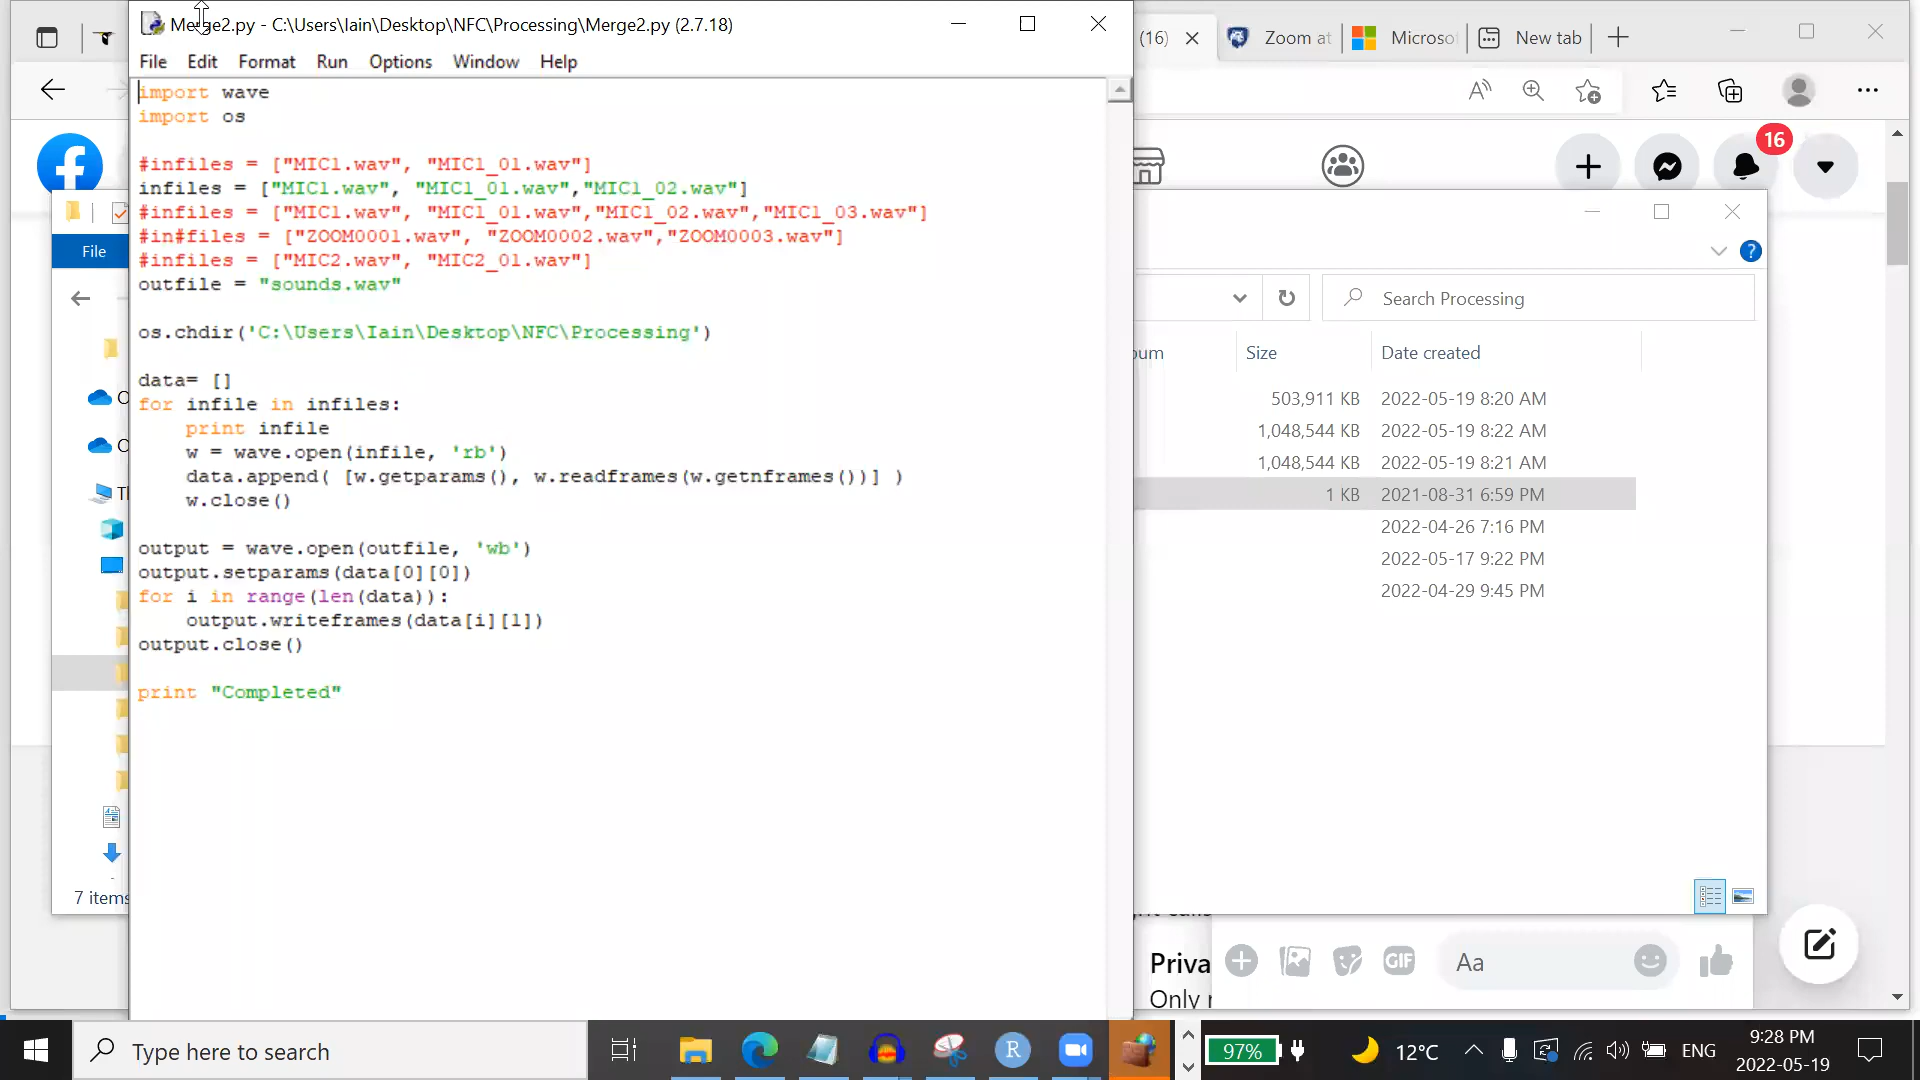 Merge2.py - C:\Users\Iain\Desktop\NFC\Processing\Merge2.py (2.7.18)
File Edit Format Run Options Window Help
import wave
import os
#infiles = ["MIC1.wav", "MIC1_01.wav"]
infiles = ["MIC1.wav", "MIC1_01.wav","MIC1_02.wav"]
#infiles = ["MIC1.wav", "MIC1_01.wav","MIC1_02.wav","MIC1_03.wav"]
#in#files = ["ZOOM0001.wav", "ZOOM0002.wav","ZOOM0003.wav"]
#infiles = ["MIC2.wav", "MIC2_01.wav"]
outfile = "sounds.wav"
os.chdir('C:\Users\Iain\Desktop\NFC\Processing')
data= []
for infile in infiles:
print infile
w = wave.open(infile, 'rb')
data.append( [w.getparams(), w.readframes(w.getnframes())] )
w.close()
output = wave.open(outfile, 'wb')
output.setparams(data[0][0])
for i in range(len(data)):
output.writeframes(data[i][1])
output.close()
print "Completed"
(16) Zoom at Microso New tab
16
File
Search Processing
Size Date created
503,911 KB 2022-05-19 8:20 AM
1,048,544 KB 2022-05-19 8:22 AM
1,048,544 KB 2022-05-19 8:21 AM
1 KB 2021-08-31 6:59 PM
2022-04-26 7:16 PM
2022-05-17 9:22 PM
2022-04-29 9:45 PM
7 items
Priva
Only
GIF
Aa
Type here to search
R
97%
12°C
ENG
9:28 PM
2022-05-19